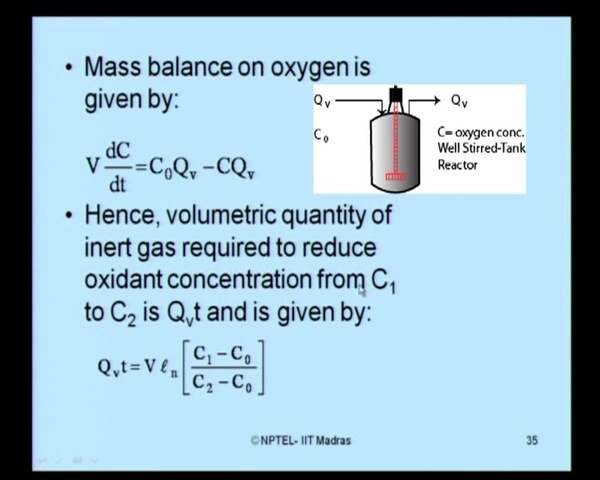 • Mass balance on oxygen is
given by:
Qv
Qv
C0
C= oxygen conc.
Well Stirred-Tank
Reactor
V dC/dt = C0Qv – CQv
• Hence, volumetric quantity of
inert gas required to reduce
oxidant concentration from C1
to C2 is Qvt and is given by:
Qvt = V ℓn [ (C1 – C0) / (C2 – C0) ]
©NPTEL- IIT Madras
35